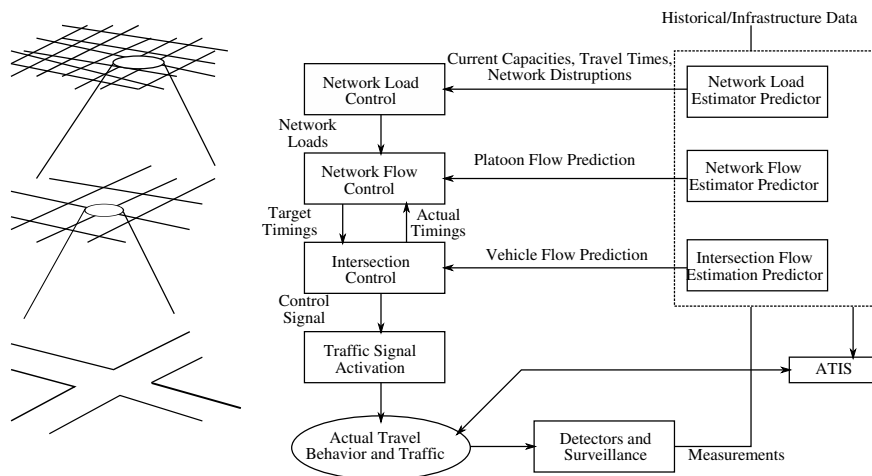 Historical/Infrastructure Data
Current Capacities, Travel Times,
Network Distruptions
Network Load
Control
Network Load
Estimator Predictor
Network
Loads
Platoon Flow Prediction
Network Flow
Control
Network Flow
Estimator Predictor
Target
Timings
Actual
Timings
Vehicle Flow Prediction
Intersection
Control
Intersection Flow
Estimation Predictor
Control
Signal
Traffic Signal
Activation
ATIS
Actual Travel
Behavior and Traffic
Detectors and
Surveillance
Measurements